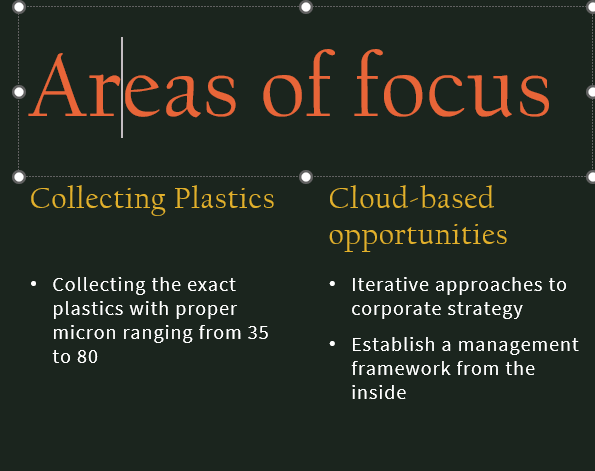 Areas of focus
Collecting Plastics
• Collecting the exact
plastics with proper
micron ranging from 35
to 80
Cloud-based
opportunities
• Iterative approaches to
corporate strategy
• Establish a management
framework from the
inside